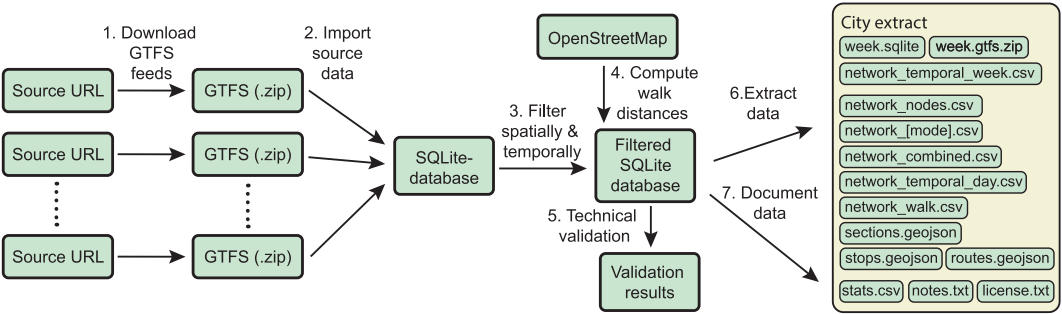 1. Download
GTFS
feeds
2. Import
source
data
OpenStreetMap
4. Compute
walk
distances
3. Filter
spatially &
temporally
6.Extract
data
7. Document
data
5. Technical
validation
Source URL
GTFS (.zip)
Source URL
GTFS (.zip)
Source URL
GTFS (.zip)
SQLite-
database
Filtered
SQLite
database
Validation
results
City extract
week.sqlite
week.gtfs.zip
network_temporal_week.csv
network_nodes.csv
network_[mode].csv
network_combined.csv
network_temporal_day.csv
network_walk.csv
sections.geojson
stops.geojson
routes.geojson
stats.csv
notes.txt
license.txt